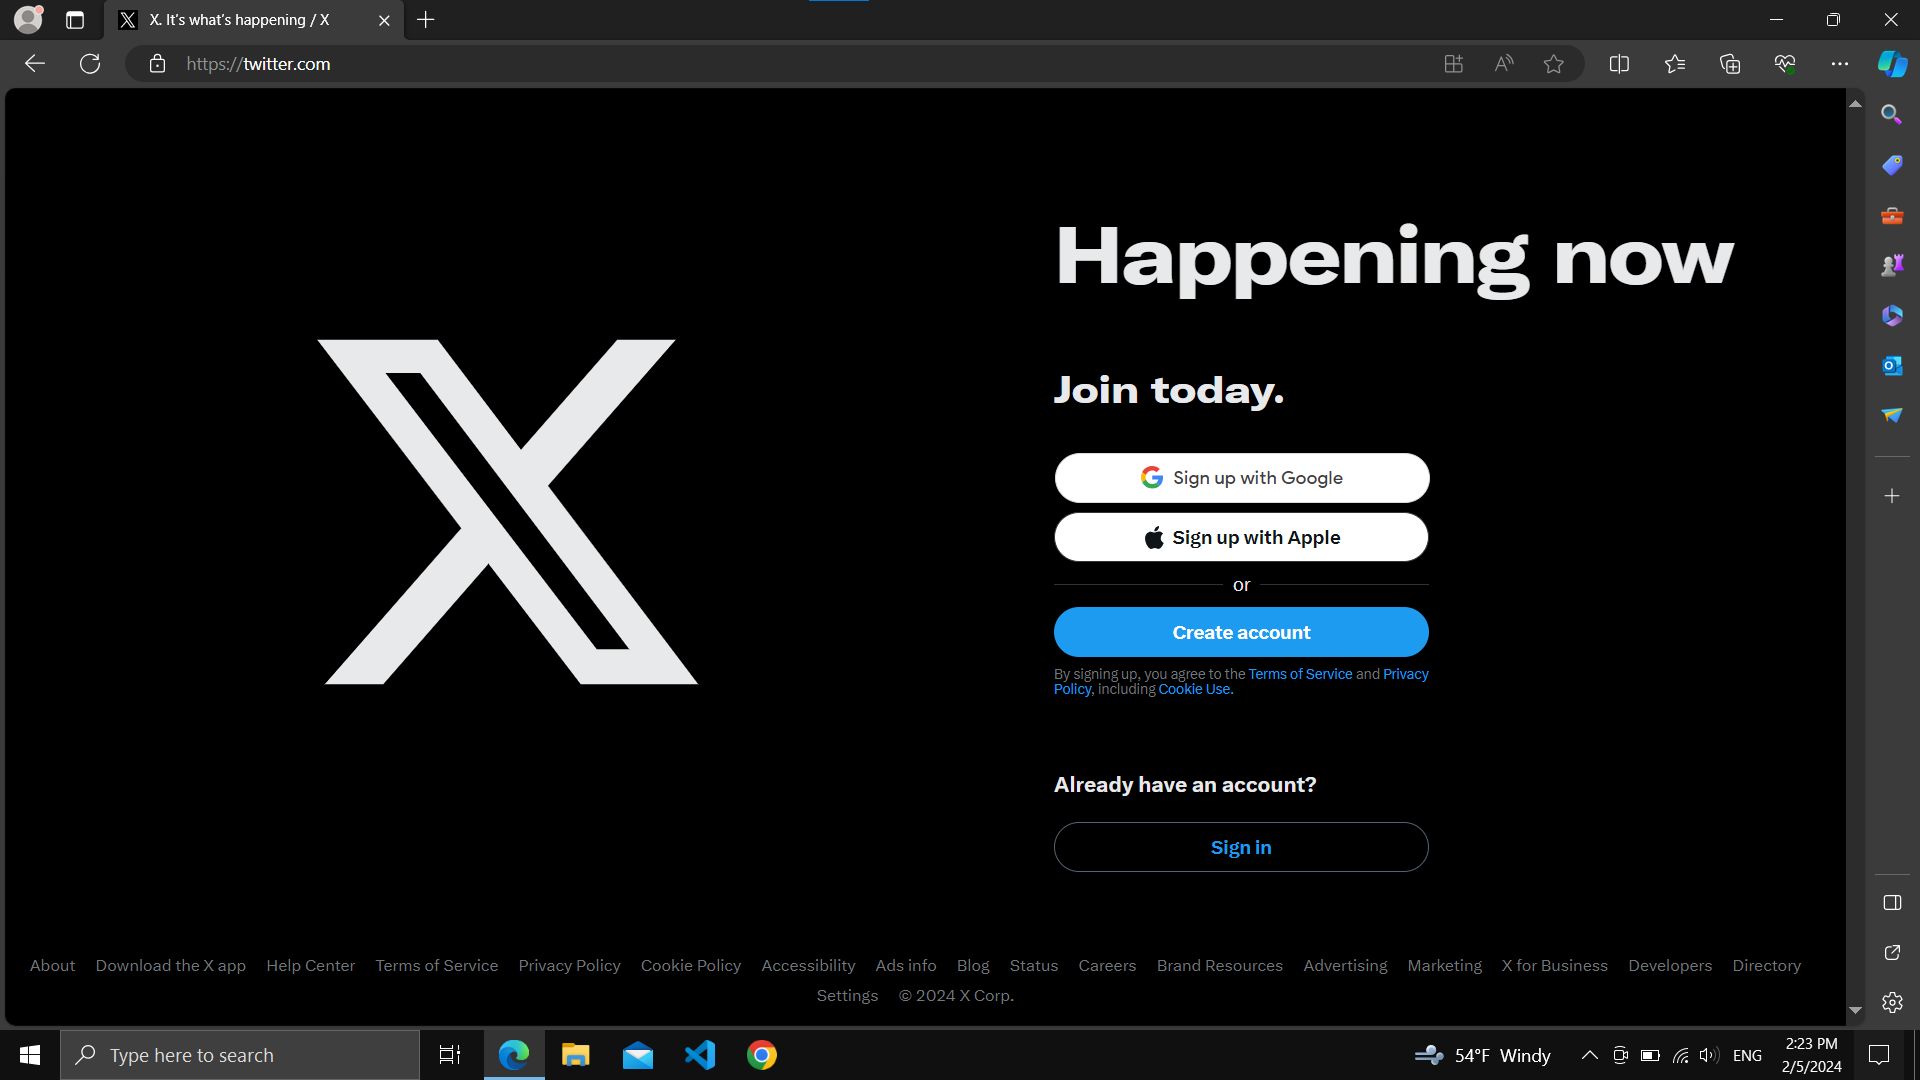 X. It's what's happening / X
https://twitter.com
Happening now
Join today.
Sign up with Google
Sign up with Apple
or
Create account
By signing up, you agree to the Terms of Service and Privacy
Policy, including Cookie Use.
Already have an account?
Sign in
About Download the X app Help Center Terms of Service Privacy Policy Cookie Policy Accessibility Ads info Blog Status Careers Brand Resources Advertising Marketing X for Business Developers Directory
Settings © 2024 X Corp.
Type here to search
54°F Windy
ENG
2:23 PM
2/5/2024